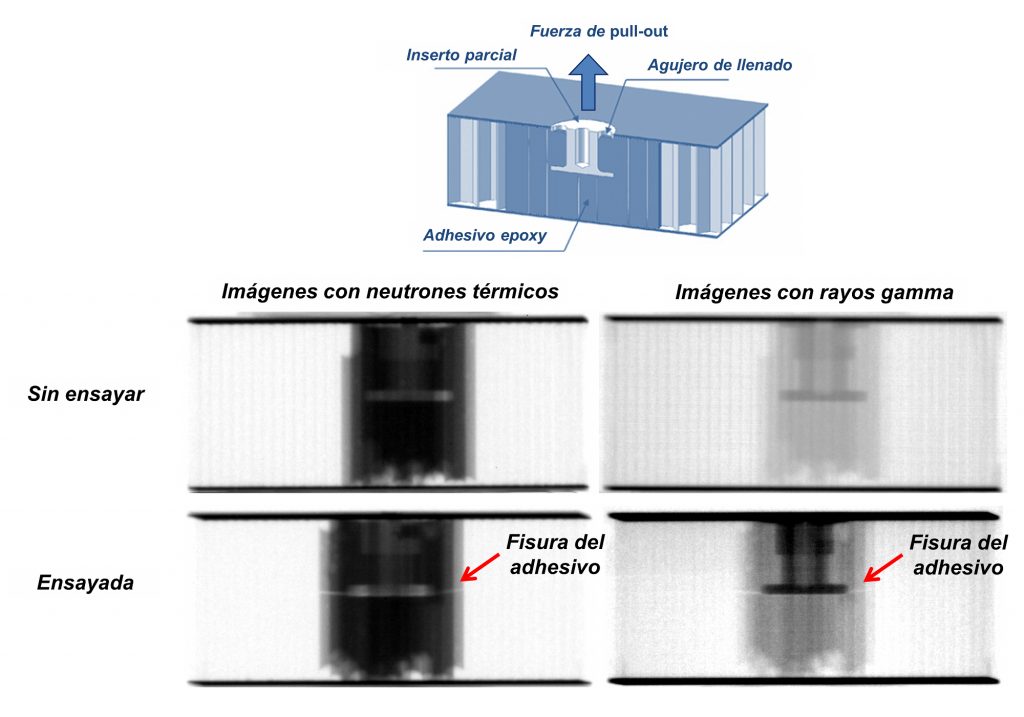 Fuerza de pull-out
Inserto parcial
Agujero de llenado
Adhesivo epoxy
Imágenes con neutrones térmicos
Imágenes con rayos gamma
Sin ensayar
Ensayada
Fisura del
adhesivo
Fisura del
adhesivo